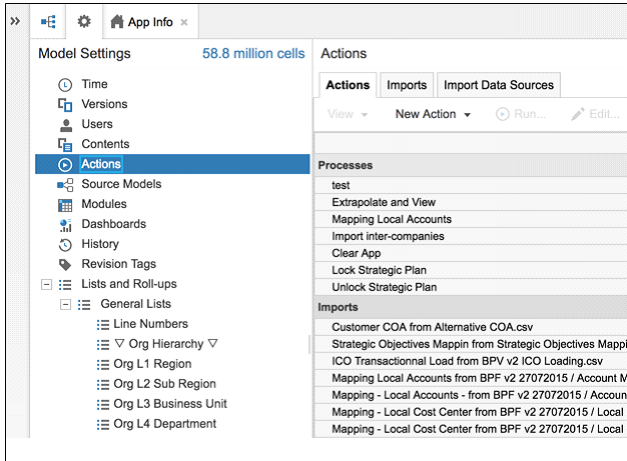 App Info
Model Settings
58.8 million cells
Time
Versions
Users
Contents
Actions
Source Models
Modules
Dashboards
History
Revision Tags
Lists and Roll-ups
General Lists
Line Numbers
▽ Org Hierarchy ▽
Org L1 Region
Org L2 Sub Region
Org L3 Business Unit
Org L4 Department
Actions
Actions Imports Import Data Sources
View New Action Run... Edit...
Processes
test
Extrapolate and View
Mapping Local Accounts
Import inter-companies
Clear App
Lock Strategic Plan
Unlock Strategic Plan
Imports
Customer COA from Alternative COA.csv
Strategic Objectives Mappin from Strategic Objectives Mappi
ICO Transactionnal Load from BPV v2 ICO Loading.csv
Mapping Local Accounts from BPF v2 27072015 / Account M
Mapping - Local Accounts - from BPF v2 27072015 / Accoun
Mapping - Local Cost Center from BPF v2 27072015 / Local
Mapping - Local Cost Center from BPF v2 27072015 / Local